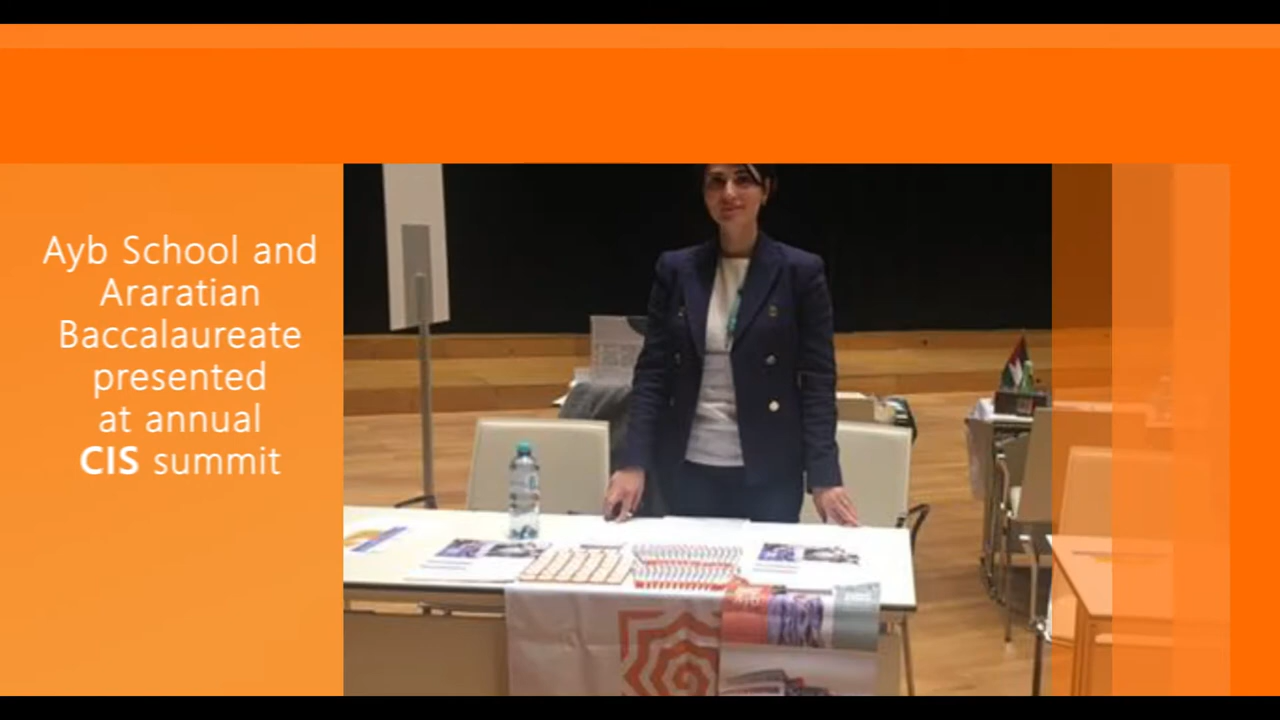 Ayb School and
Araratian
Baccalaureate
presented
at annual
CIS summit